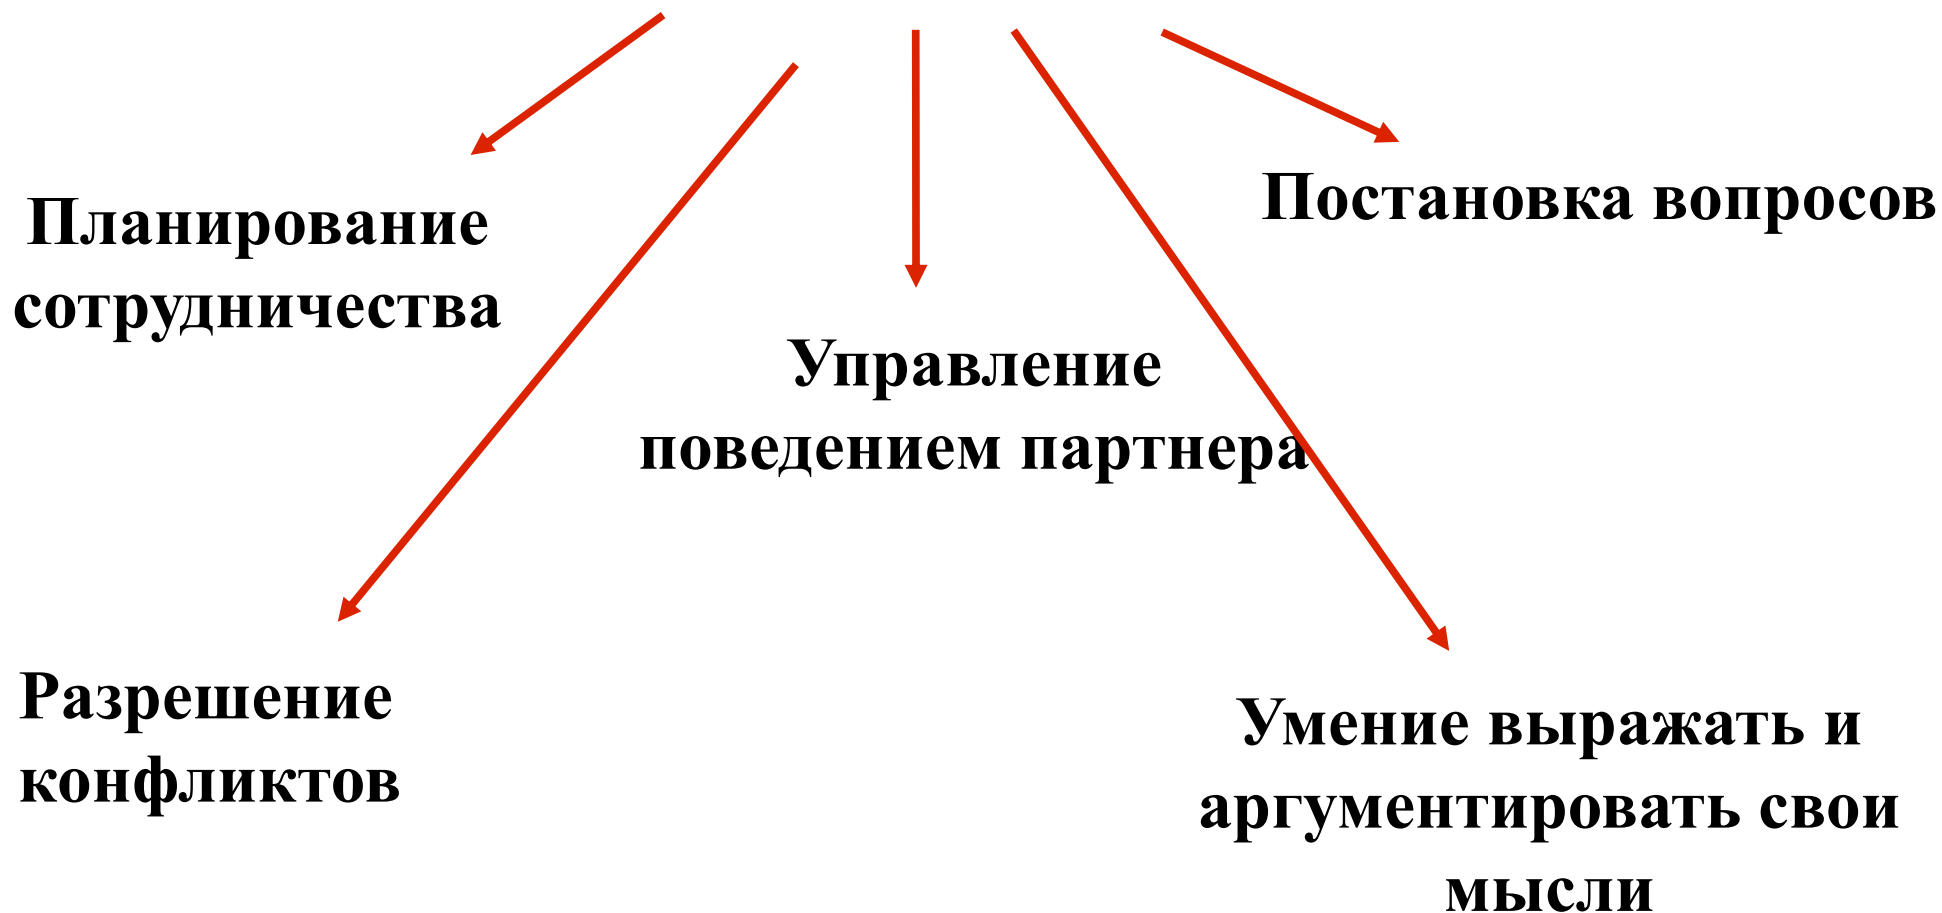 Планирование
сотрудничества
Постановка вопросов
Управление
поведением партнера
Разрешение
конфликтов
Умение выражать и
аргументировать свои
мысли